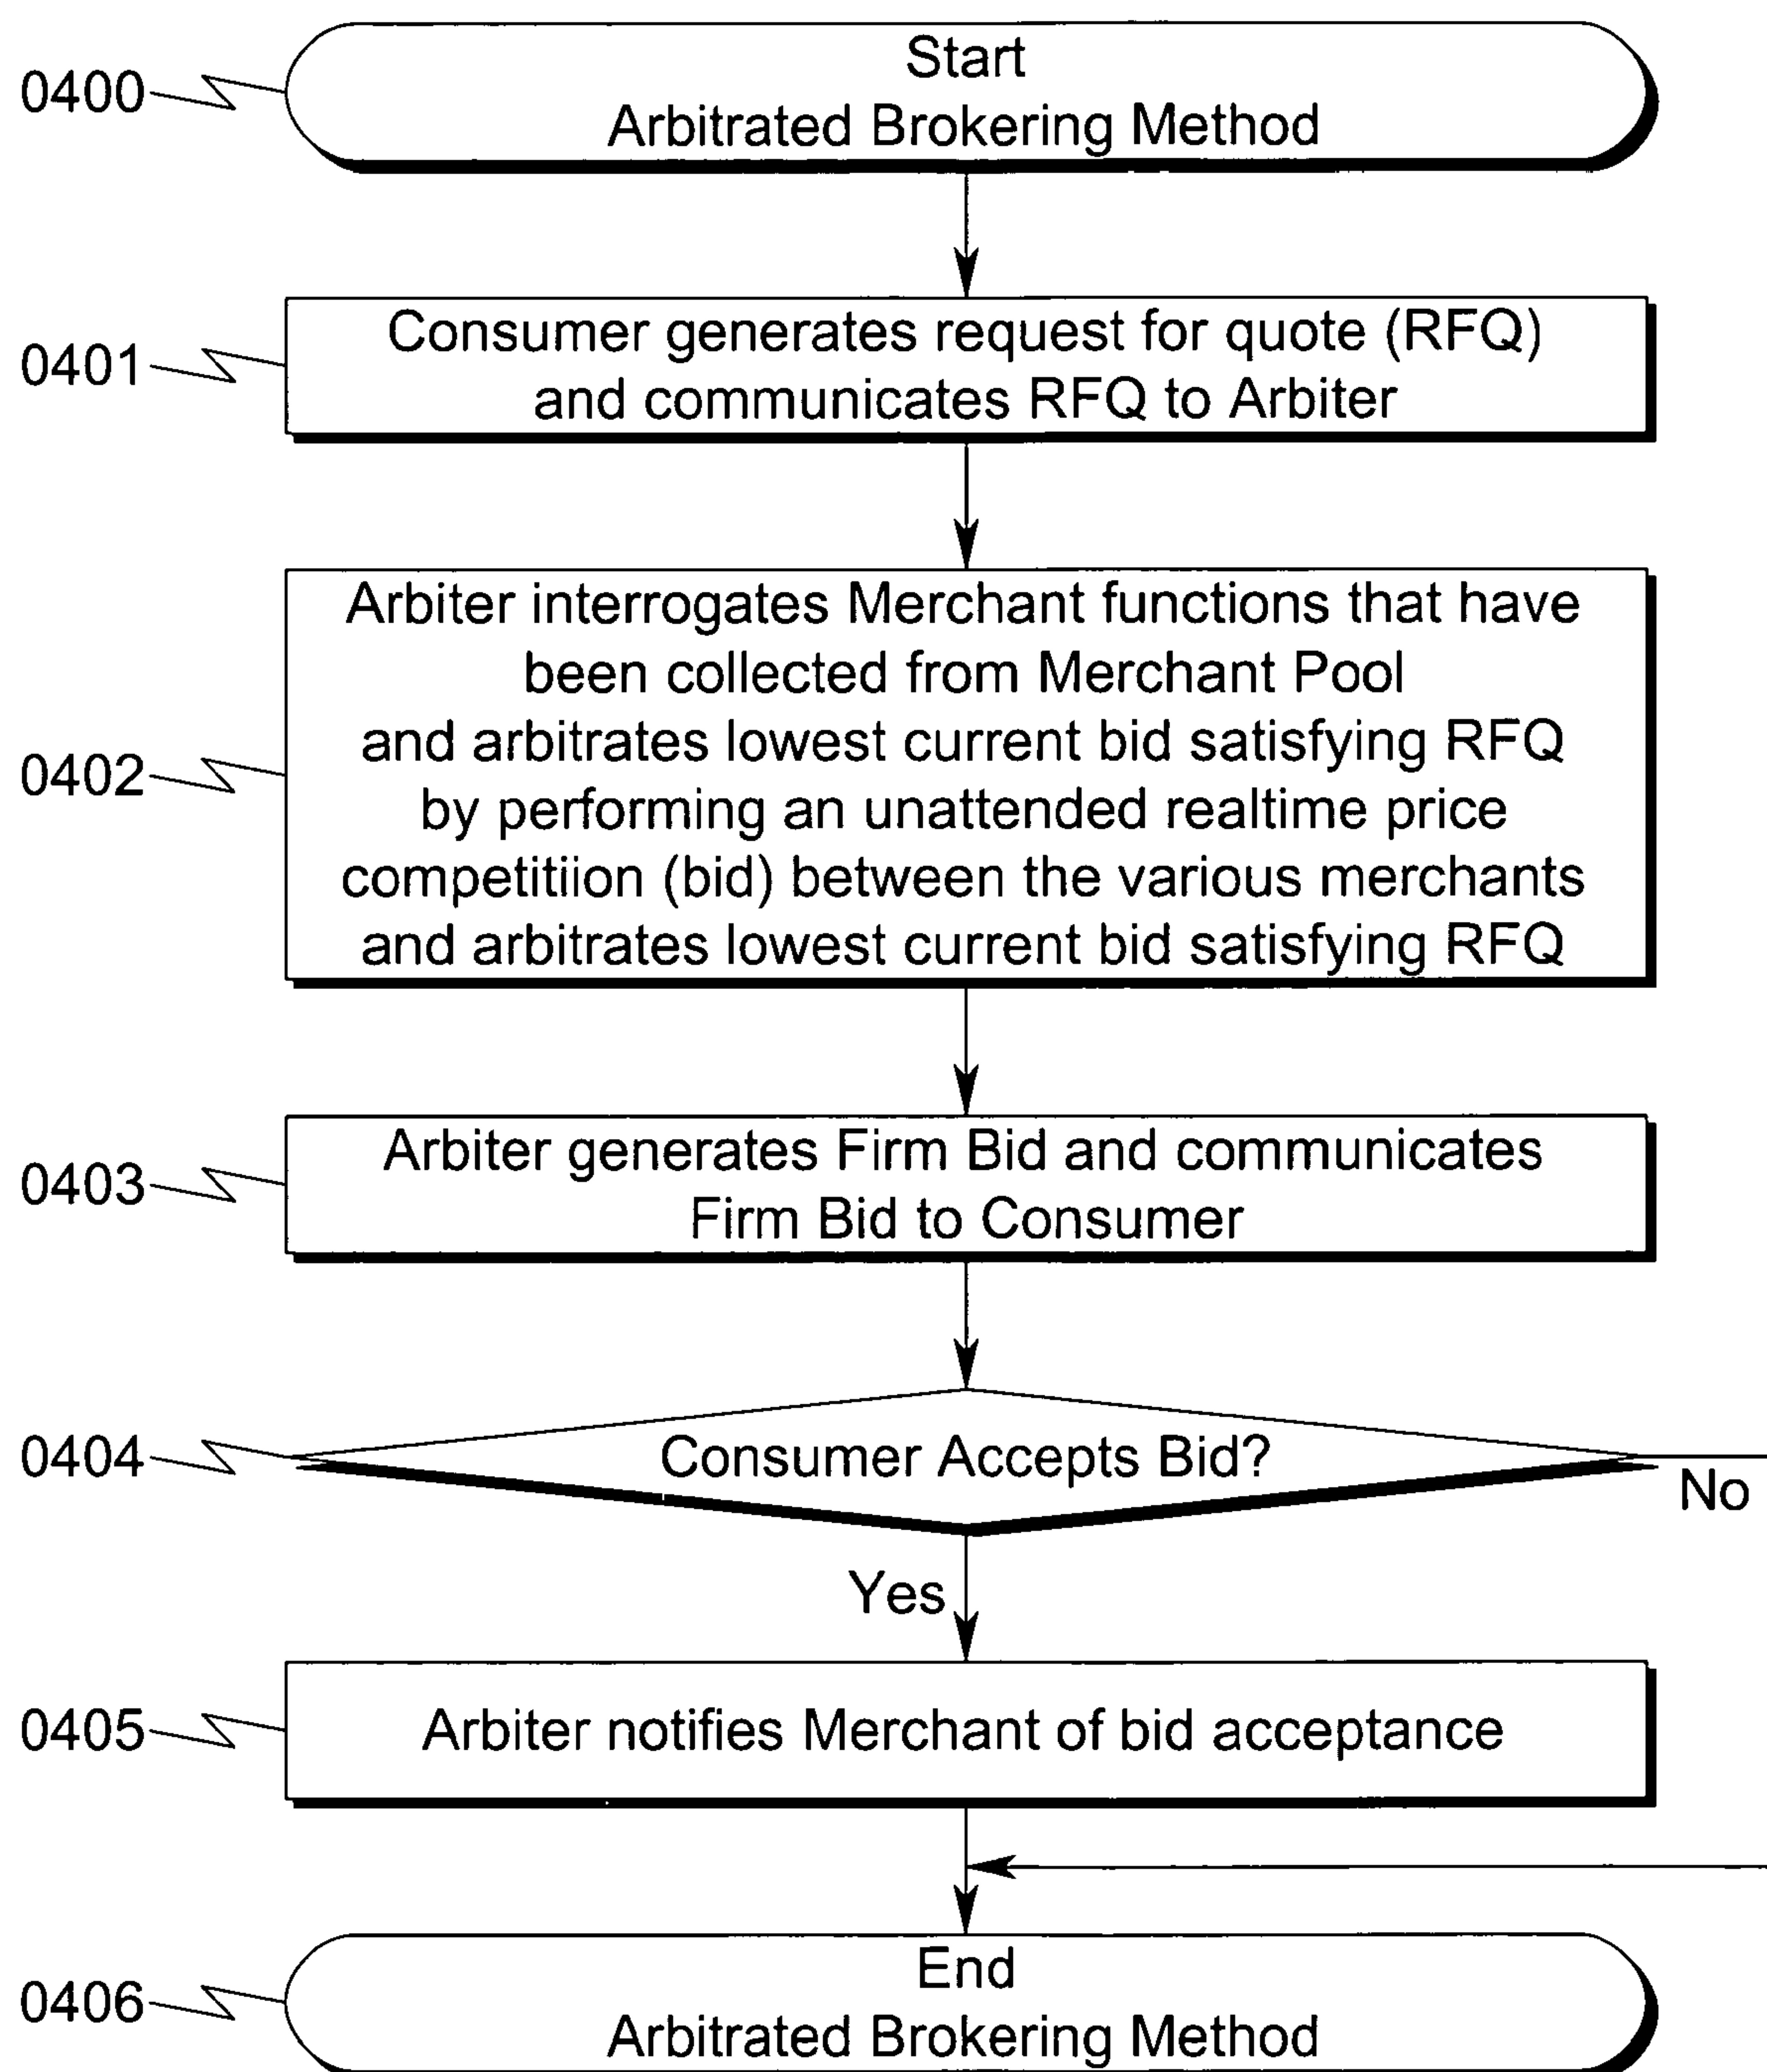 0400
Start
Arbitrated Brokering Method
0401
Consumer generates request for quote (RFQ)
and communicates RFQ to Arbiter
0402
Arbiter interrogates Merchant functions that have
been collected from Merchant Pool
and arbitrates lowest current bid satisfying RFQ
by performing an unattended realtime price
competitiion (bid) between the various merchants
and arbitrates lowest current bid satisfying RFQ
0403
Arbiter generates Firm Bid and communicates
Firm Bid to Consumer
0404
Consumer Accepts Bid?
No
Yes
0405
Arbiter notifies Merchant of bid acceptance
0406
End
Arbitrated Brokering Method